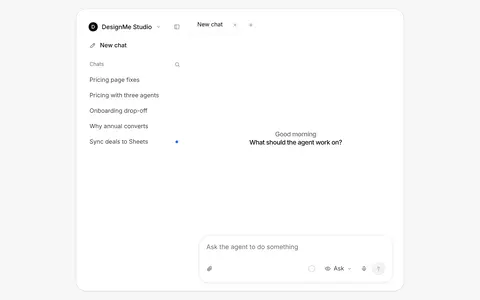 D DesignMe Studio
New chat
Chats
Pricing page fixes
Pricing with three agents
Onboarding drop-off
Why annual converts
Sync deals to Sheets
New chat
Good morning
What should the agent work on?
Ask the agent to do something
Ask